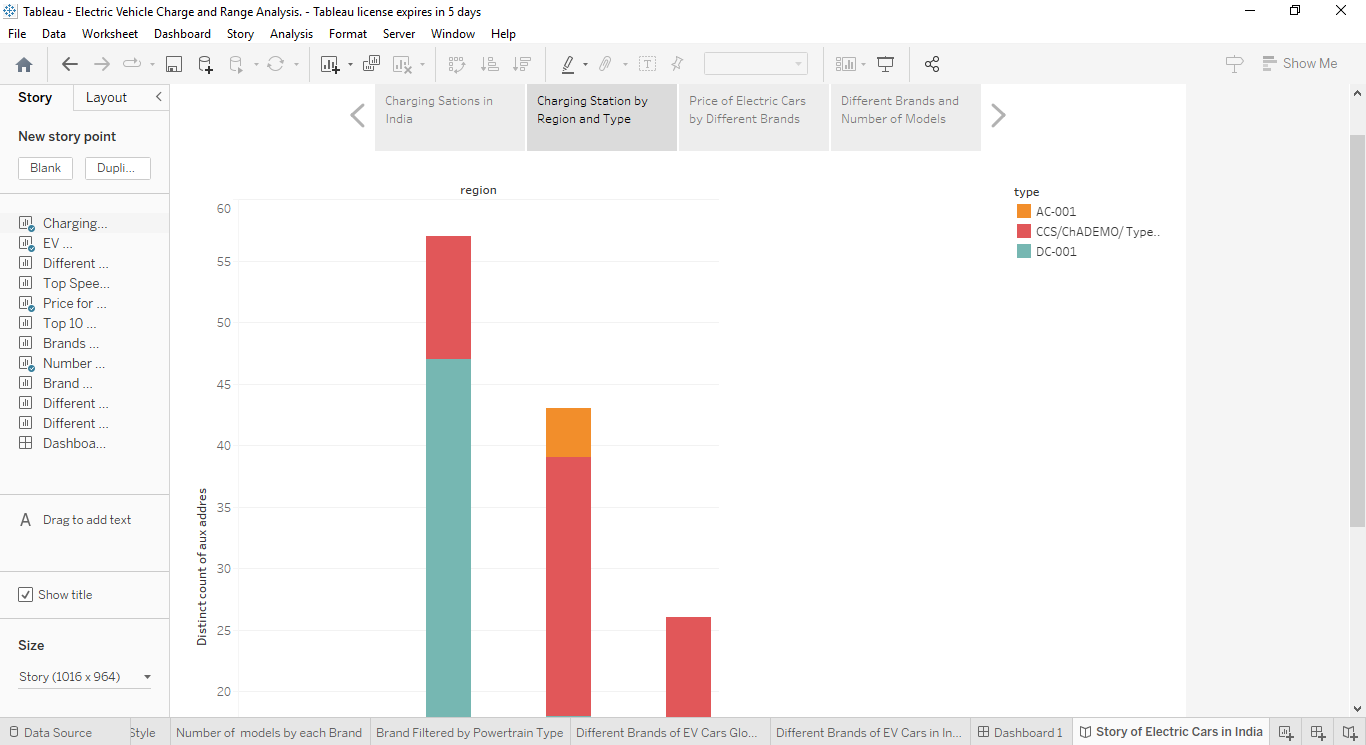 Tableau - Electric Vehicle Charge and Range Analysis. - Tableau license expires in 5 days
File Data Worksheet Dashboard Story Analysis Format Server Window Help
Show Me
Story Layout
New story point
Blank Dupli...
Charging...
EV ...
Different ...
Top Spee...
Price for ...
Top 10 ...
Brands ...
Number ...
Brand ...
Different ...
Different ...
Dashboa...
A Drag to add text
Show title
Size
Story (1016 x 964)
Charging Sations in
India
Charging Station by
Region and Type
Price of Electric Cars
by Different Brands
Different Brands and
Number of Models
region
60
55
50
45
40
35
30
25
20
Distinct count of aux addres
type
AC-001
CCS/ChADEMO/ Type..
DC-001
Data Source Style Number of models by each Brand Brand Filtered by Powertrain Type Different Brands of EV Cars Glo... Different Brands of EV Cars in In... Dashboard 1 Story of Electric Cars in India